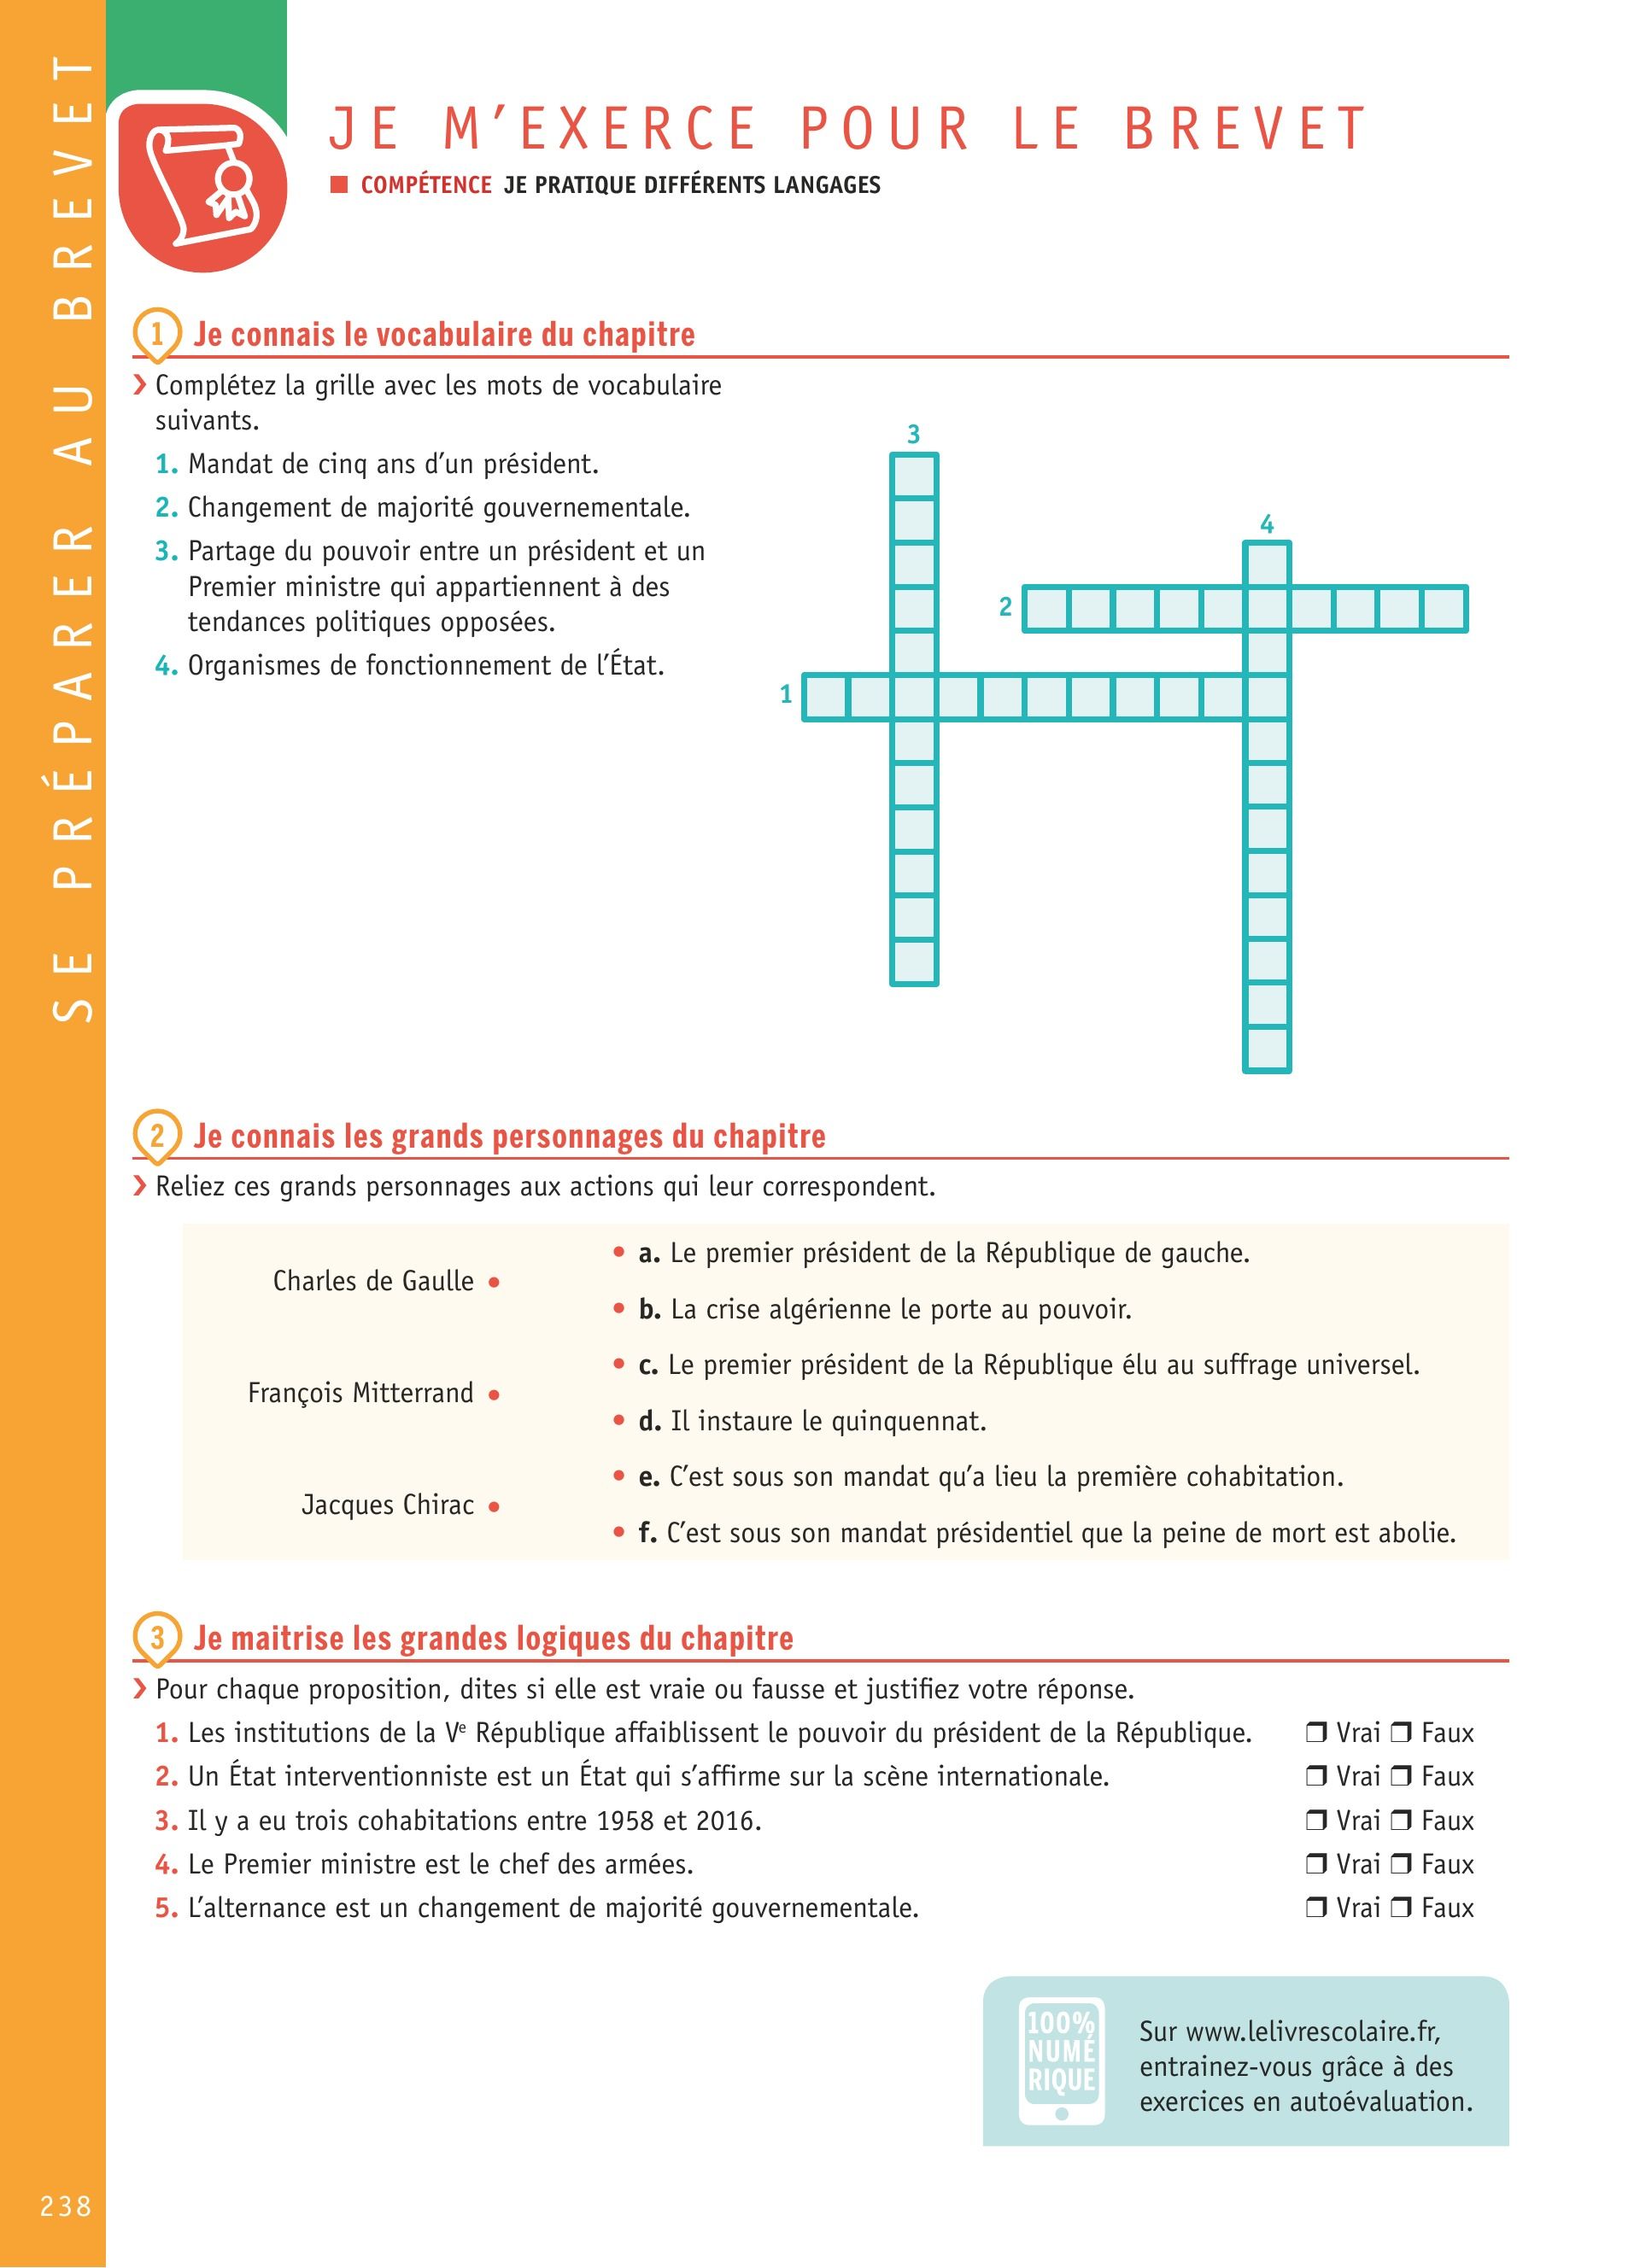 SE PRÉPARER AU BREVET
JE M’EXERCE POUR LE BREVET
COMPÉTENCE JE PRATIQUE DIFFÉRENTS LANGAGES
1 Je connais le vocabulaire du chapitre
Complétez la grille avec les mots de vocabulaire
suivants.
1. Mandat de cinq ans d’un président.
2. Changement de majorité gouvernementale.
3. Partage du pouvoir entre un président et un
Premier ministre qui appartiennent à des
tendances politiques opposées.
4. Organismes de fonctionnement de l’État.
3
4
2
1
2 Je connais les grands personnages du chapitre
Reliez ces grands personnages aux actions qui leur correspondent.
Charles de Gaulle •
François Mitterrand •
Jacques Chirac •
• a. Le premier président de la République de gauche.
• b. La crise algérienne le porte au pouvoir.
• c. Le premier président de la République élu au suffrage universel.
• d. Il instaure le quinquennat.
• e. C’est sous son mandat qu’a lieu la première cohabitation.
• f. C’est sous son mandat présidentiel que la peine de mort est abolie.
3 Je maitrise les grandes logiques du chapitre
Pour chaque proposition, dites si elle est vraie ou fausse et justifiez votre réponse.
1. Les institutions de la Ve République affaiblissent le pouvoir du président de la République. ❒ Vrai ❒ Faux
2. Un État interventionniste est un État qui s’affirme sur la scène internationale. ❒ Vrai ❒ Faux
3. Il y a eu trois cohabitations entre 1958 et 2016. ❒ Vrai ❒ Faux
4. Le Premier ministre est le chef des armées. ❒ Vrai ❒ Faux
5. L’alternance est un changement de majorité gouvernementale. ❒ Vrai ❒ Faux
100%
NUMÉ
RIQUE
Sur www.lelivrescolaire.fr,
entrainez-vous grâce à des
exercices en autoévaluation.
238